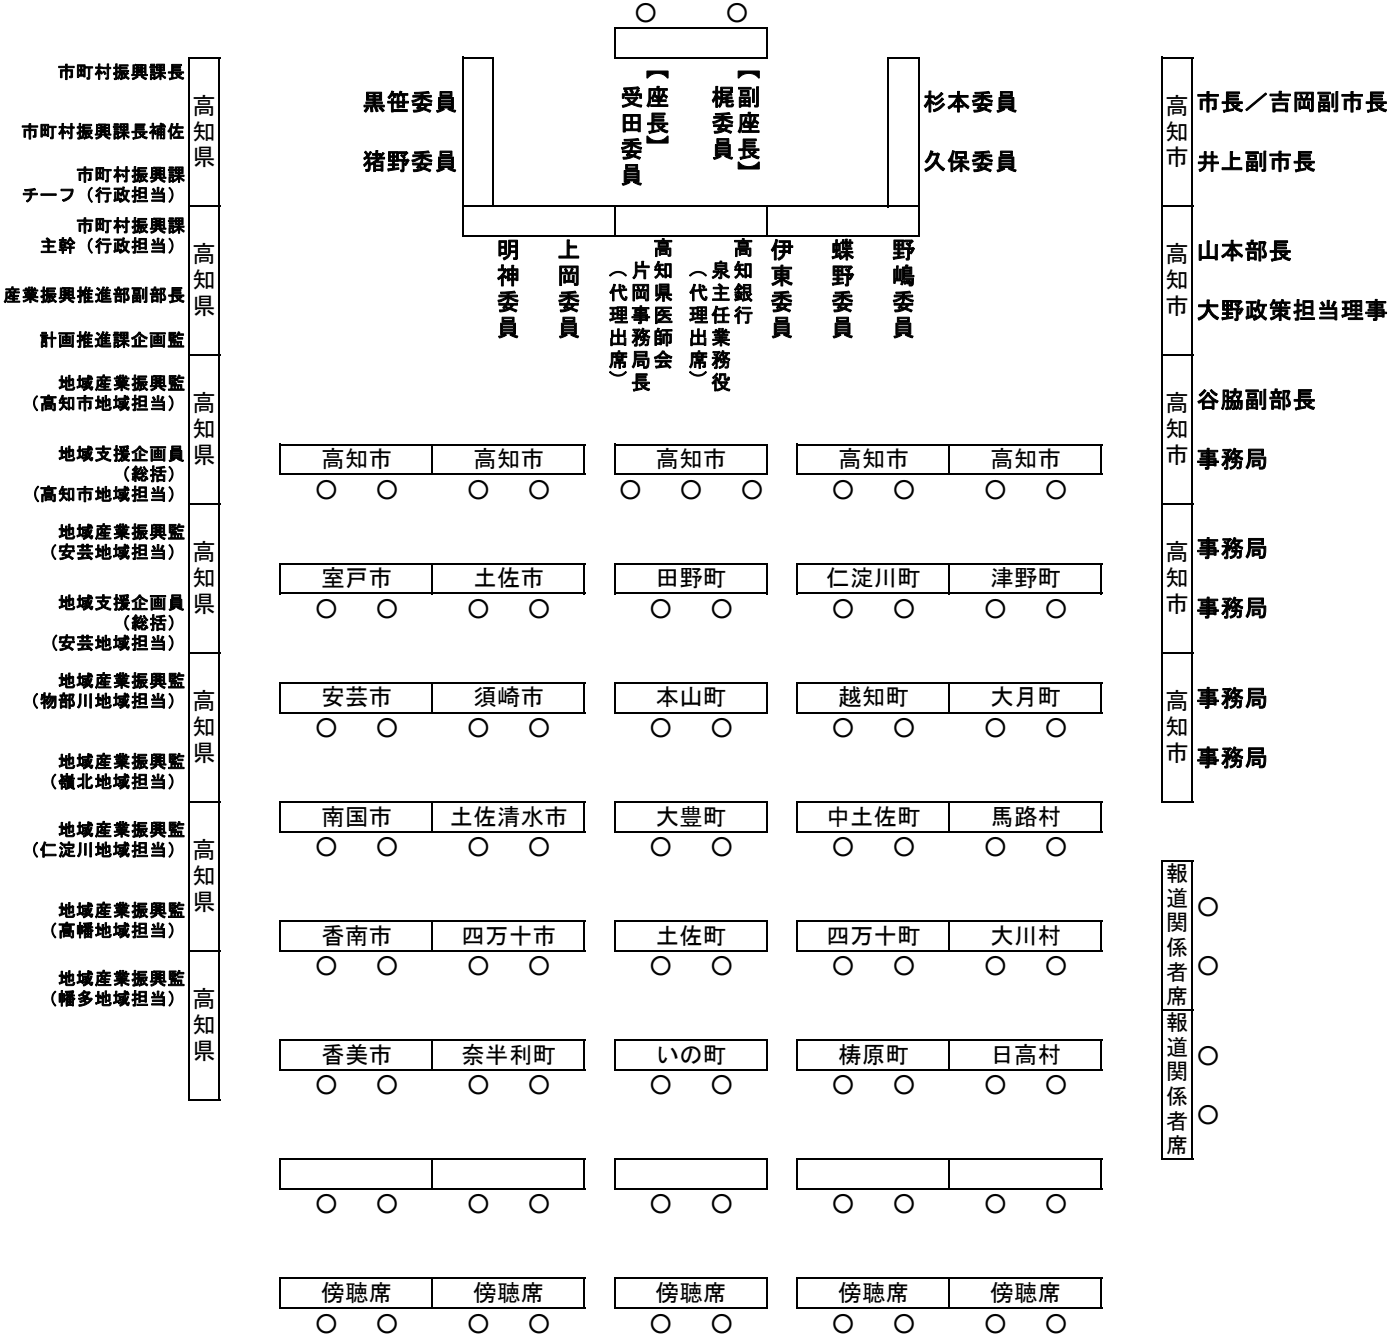 市町村振興課長
市町村振興課長補佐
高知県
市町村振興課
チーフ（行政担当）
市町村振興課
主幹（行政担当）
高知県
産業振興推進部副部長
計画推進課企画監
地域産業振興監
（高知市地域担当）
高知県
地域支援企画員
（総括）
（高知市地域担当）
地域産業振興監
（安芸地域担当）
高知県
地域支援企画員
（総括）
（安芸地域担当）
地域産業振興監
（物部川地域担当）
高知県
地域産業振興監
（嶺北地域担当）
地域産業振興監
（仁淀川地域担当）
高知県
地域産業振興監
（高幡地域担当）
地域産業振興監
（幡多地域担当）
高知県
黒笹委員
猪野委員
【座長】
受田委員
【副座長】
梶委員
杉本委員
久保委員
明神委員
上岡委員
高知県医師会
片岡事務局長
（代理出席）
高知銀行
泉主任業務役
（代理出席）
伊東委員
蝶野委員
野嶋委員
高知市 高知市 高知市 高知市 高知市
○ ○ ○ ○ ○ ○ ○ ○ ○ ○ ○
室戸市 土佐市 田野町 仁淀川町 津野町
○ ○ ○ ○ ○ ○ ○ ○ ○ ○
安芸市 須崎市 本山町 越知町 大月町
○ ○ ○ ○ ○ ○ ○ ○ ○ ○
南国市 土佐清水市 大豊町 中土佐町 馬路村
○ ○ ○ ○ ○ ○ ○ ○ ○ ○
香南市 四万十市 土佐町 四万十町 大川村
○ ○ ○ ○ ○ ○ ○ ○ ○ ○
香美市 奈半利町 いの町 梼原町 日高村
○ ○ ○ ○ ○ ○ ○ ○ ○ ○
○ ○ ○ ○ ○ ○ ○ ○ ○ ○
傍聴席 傍聴席 傍聴席 傍聴席 傍聴席
○ ○ ○ ○ ○ ○ ○ ○ ○ ○
高知市
市長／吉岡副市長
井上副市長
高知市
山本部長
大野政策担当理事
高知市
谷脇副部長
事務局
高知市
事務局
事務局
高知市
事務局
事務局
報道関係者席
○
○
報道関係者席
○
○